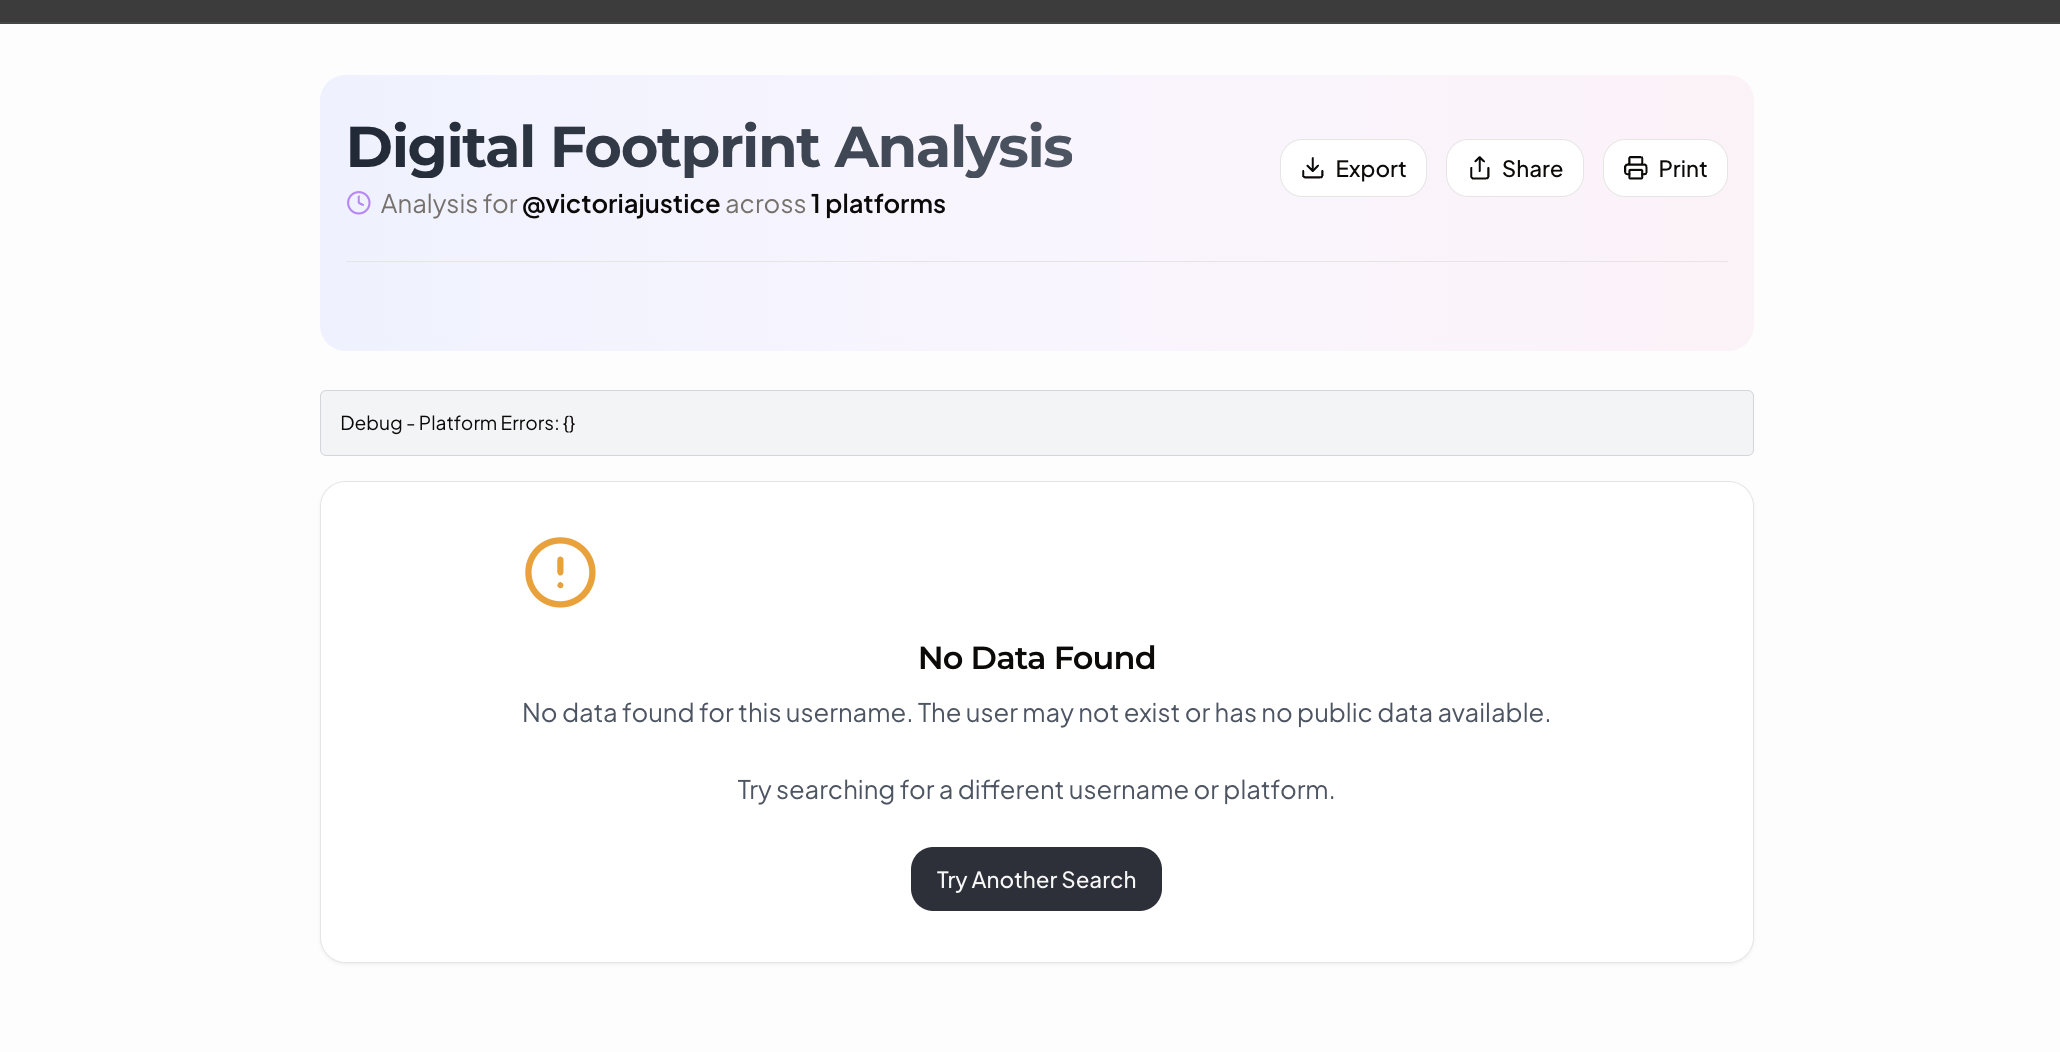 Digital Footprint Analysis
Analysis for @victoriajustice across 1 platforms
Export
Share
Print
Debug - Platform Errors: {}
No Data Found
No data found for this username. The user may not exist or has no public data available.
Try searching for a different username or platform.
Try Another Search